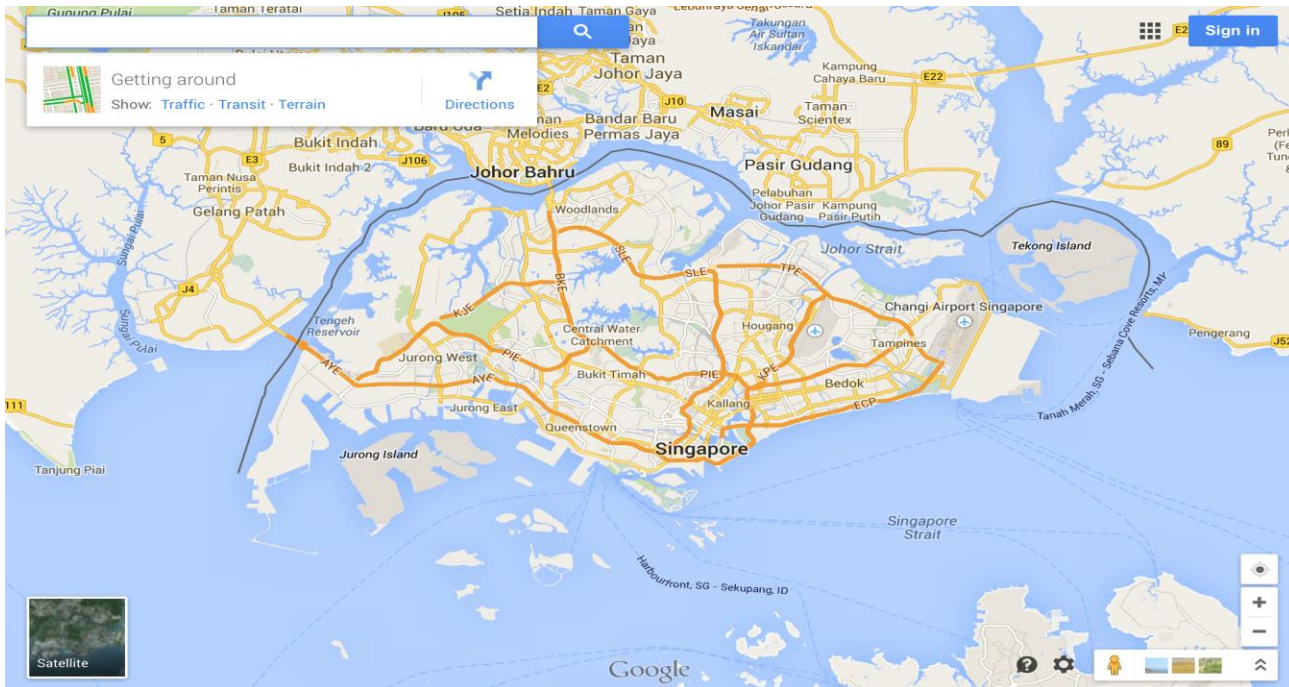 Gunung Pulai
Taman Teratai
J106
Setia Indah
Taman Gaya
Takungan
Air Sultan
Iskandar
Sign in
Getting around
Show: Traffic · Transit · Terrain
Directions
Taman
Johor Jaya
Kampung
Cahaya Baru
E22
E2
J10
Masai
Taman
Scientex
Bandar Baru
Permas Jaya
Melodies
5
Bukit Indah
Bukit Indah 2
E3
J106
Taman Nusa
Perintis
Gelang Patah
Johor Bahru
Pasir Gudang
89
Pelabuhan
Johor Pasir
Gudang
Kampung
Pasir Putih
Woodlands
Johor Strait
Tekong Island
Sungai Pulai
Sungai Pulai
J4
Tengeh
Reservoir
SLE
SLE
TPE
BKE
KJE
Changi Airport Singapore
Central Water
Catchment
Hougang
Tampines
Pengerang
J52
Jurong West
PIE
AYE
AYE
Bukit Timah
PIE
KPE
Bedok
Kallang
ECP
Jurong East
Queenstown
Singapore
Tanah Merah, SG - Sebana Cove Resorts, MY
111
Tanjung Piai
Jurong Island
Singapore
Strait
Harbourfront, SG - Sekupang, ID
Satellite
Google